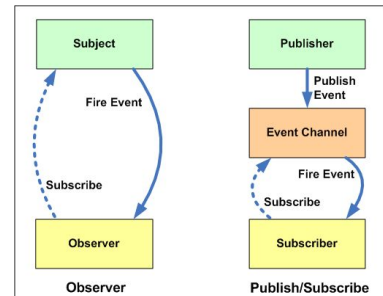 Subject
Fire Event
Subscribe
Observer
Observer
Publisher
Publish
Event
Event Channel
Fire Event
Subscribe
Subscriber
Publish/Subscribe